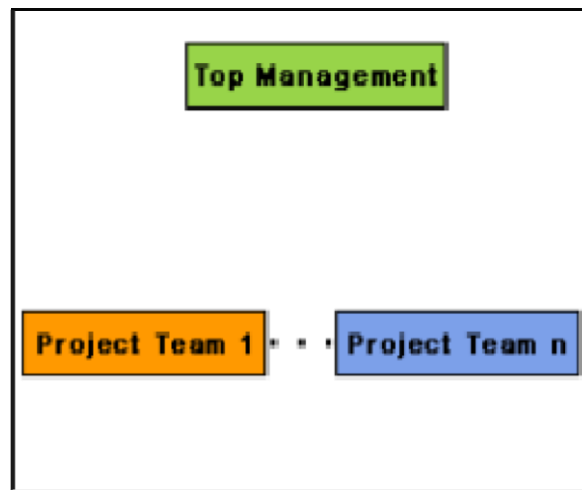 Top Management
Project Team 1 . . . Project Team n